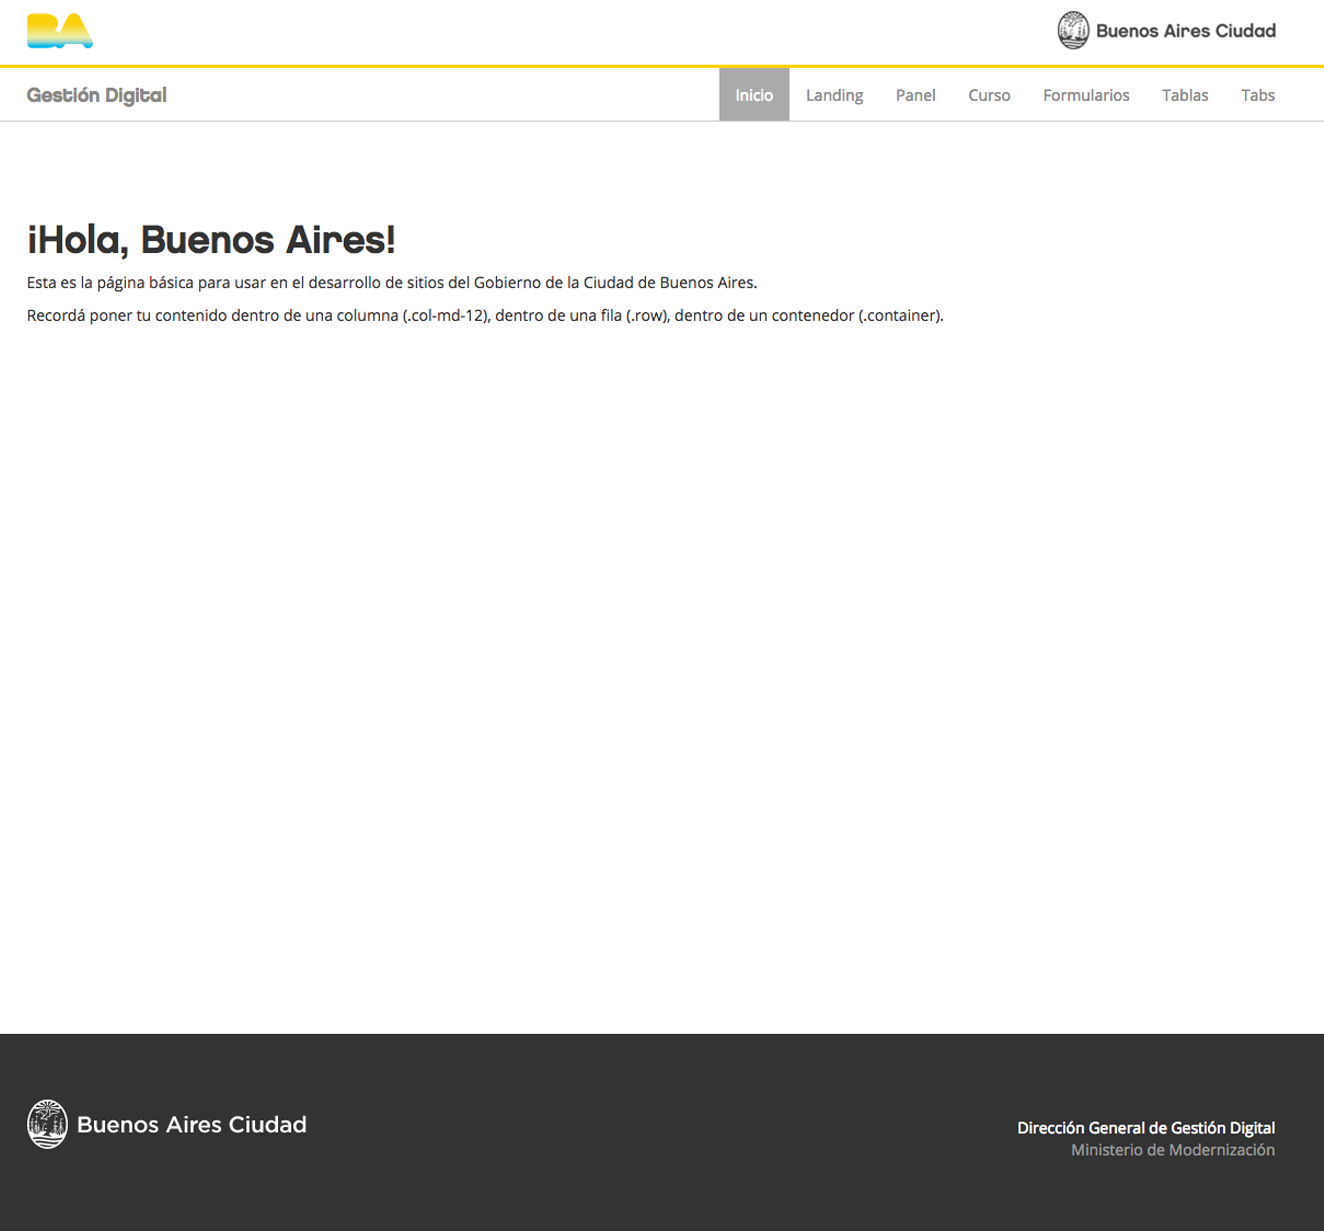 BA
Buenos Aires Ciudad
Gestión Digital
Inicio Landing Panel Curso Formularios Tablas Tabs
¡Hola, Buenos Aires!
Esta es la página básica para usar en el desarrollo de sitios del Gobierno de la Ciudad de Buenos Aires.
Recordá poner tu contenido dentro de una columna (.col-md-12), dentro de una fila (.row), dentro de un contenedor (.container).
Buenos Aires Ciudad
Dirección General de Gestión Digital
Ministerio de Modernización